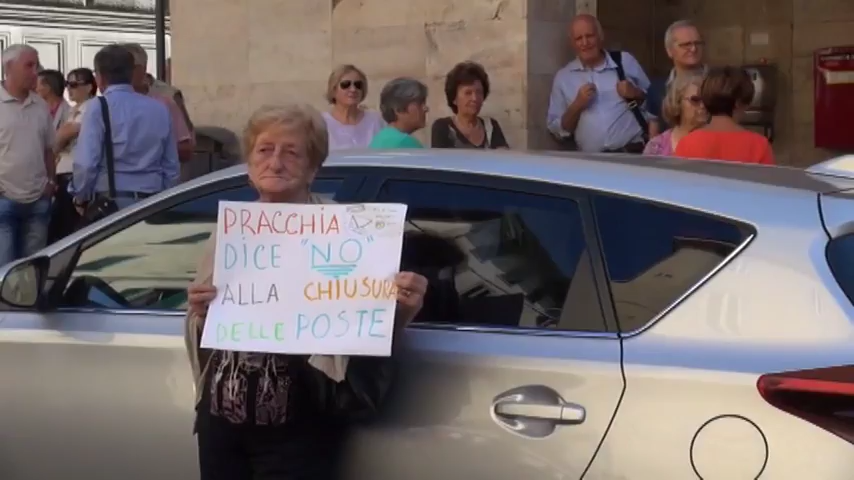 PRACCHIA
DICE "NO"
ALLA CHIUSURA
DELLE POSTE